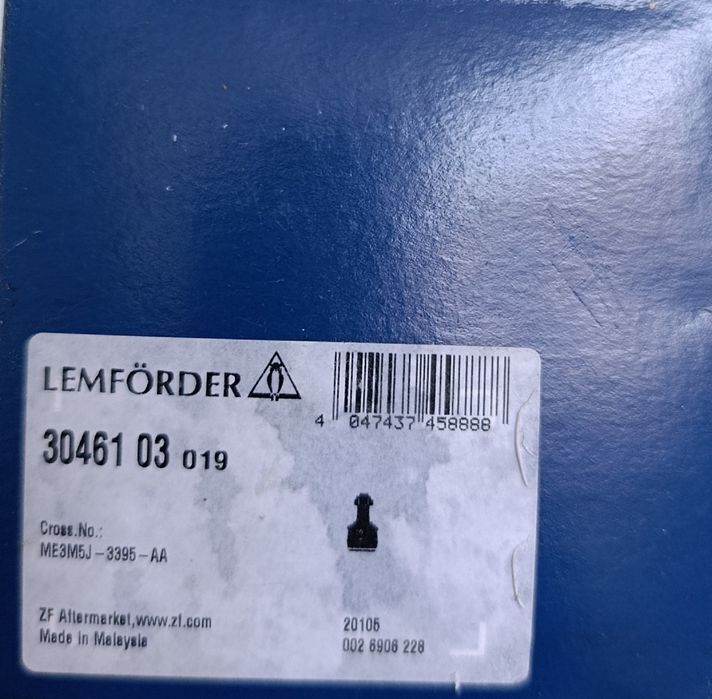 LEMFÖRDER
4 047437 458888
30461 03 019
Cross.No.:
ME3M5J-3395-AA
ZF Aftermarket,www.zf.com
Made in Malaysia
20105
002 6906 228